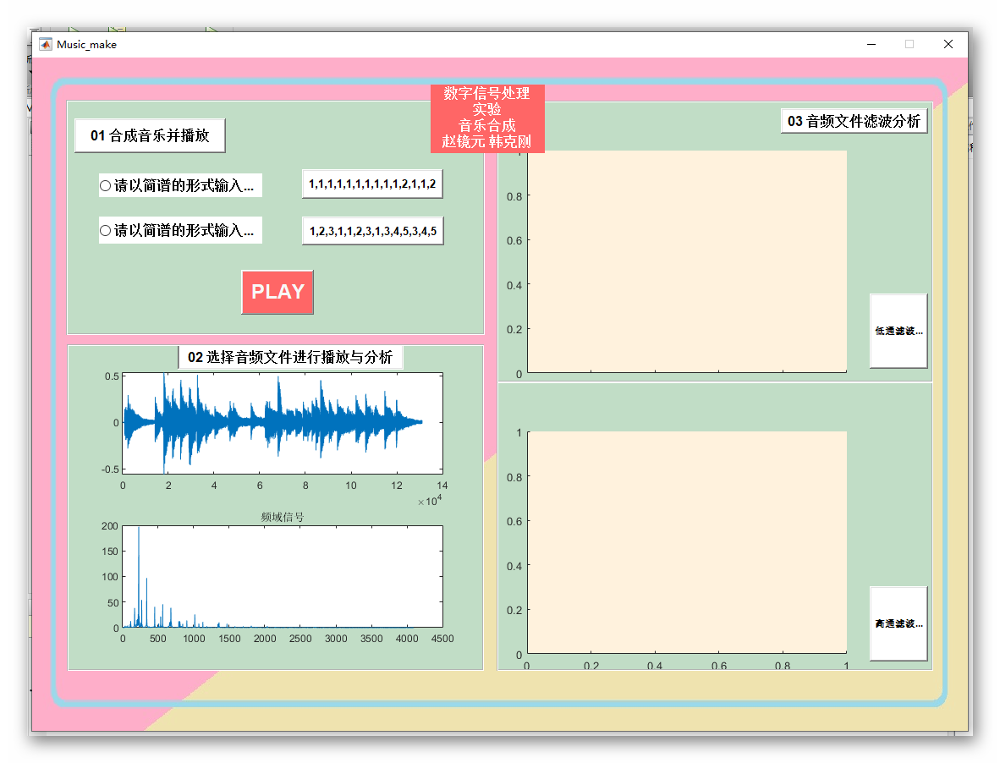 Music_make
数字信号处理
实验
音乐合成
赵镜元 韩克刚
01 合成音乐并播放
请以简谱的形式输入...
1,1,1,1,1,1,1,1,1,1,2,1,1,2
请以简谱的形式输入...
1,2,3,1,1,2,3,1,3,4,5,3,4,5
PLAY
02 选择音频文件进行播放与分析
0.5
0
-0.5
0 2 4 6 8 10 12 14
×10^4
频域信号
200
150
100
50
0
0 500 1000 1500 2000 2500 3000 3500 4000 4500
03 音频文件滤波分析
1
0.8
0.6
0.4
0.2
0
低通滤波...
1
0.8
0.6
0.4
0.2
0
0 0.2 0.4 0.6 0.8 1
高通滤波...